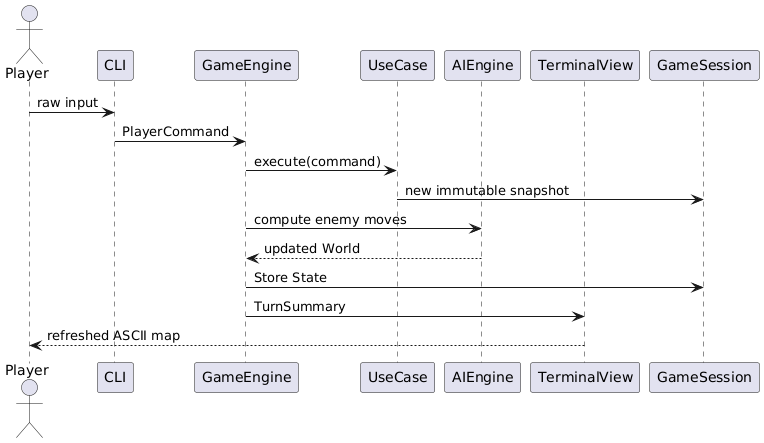 Player
CLI
GameEngine
UseCase
AIEngine
TerminalView
GameSession
raw input
PlayerCommand
execute(command)
new immutable snapshot
compute enemy moves
updated World
Store State
TurnSummary
refreshed ASCII map
Player
CLI
GameEngine
UseCase
AIEngine
TerminalView
GameSession